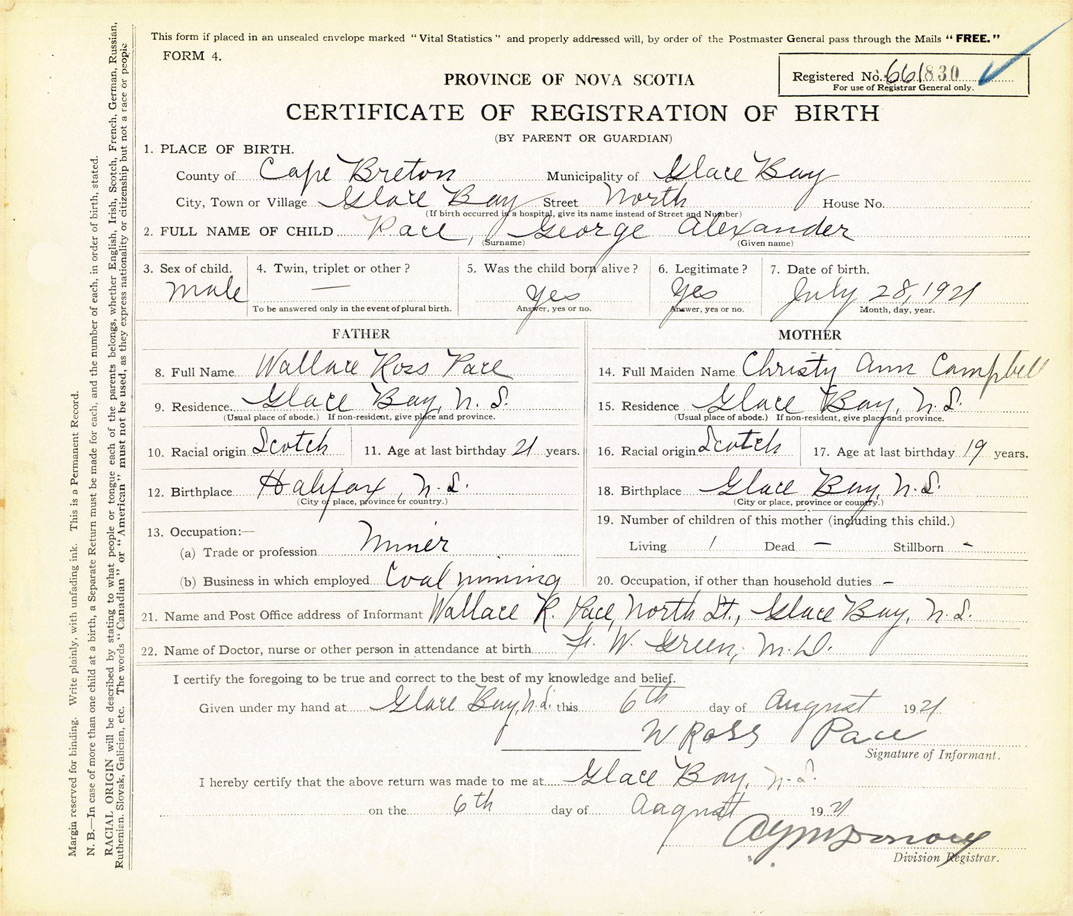 This form if placed in an unsealed envelope marked "Vital Statistics" and properly addressed will, by order of the Postmaster General pass through the Mails "FREE."
FORM 4.
Registered No. 661830
For use of Registrar General only.
PROVINCE OF NOVA SCOTIA
CERTIFICATE OF REGISTRATION OF BIRTH
(BY PARENT OR GUARDIAN)
1. PLACE OF BIRTH.
County of Cape Breton Municipality of Glace Bay
City, Town or Village Glace Bay Street North House No.
(If birth occurred in a hospital, give its name instead of Street and Number)
2. FULL NAME OF CHILD Pace, George Alexander
(Surname) (Given name)
3. Sex of child. 4. Twin, triplet or other? 5. Was the child born alive? 6. Legitimate? 7. Date of birth.
male — Yes Yes July 28, 1921
To be answered only in the event of plural birth. Answer, yes or no. Answer, yes or no. Month, day, year.
FATHER MOTHER
8. Full Name Wallace Ross Pace 14. Full Maiden Name Christy Ann Campbell
9. Residence Glace Bay, N.S. 15. Residence Glace Bay, N.S.
(Usual place of abode.) If non-resident, give place and province. (Usual place of abode.) If non-resident, give place and province.
10. Racial origin Scotch 11. Age at last birthday 21 years. 16. Racial origin Scotch 17. Age at last birthday 19 years.
12. Birthplace Halifax, N.S. 18. Birthplace Glace Bay, N.S.
(City or place, province or country.) (City or place, province or country.)
13. Occupation:— 19. Number of children of this mother (including this child.)
(a) Trade or profession Miner Living 1 Dead — Stillborn -
(b) Business in which employed Coal mining 20. Occupation, if other than household duties –
21. Name and Post Office address of Informant Wallace R. Pace, North St., Glace Bay, N.S.
22. Name of Doctor, nurse or other person in attendance at birth W. Green, M.D.
I certify the foregoing to be true and correct to the best of my knowledge and belief.
Given under my hand at Glace Bay, N.S. this 6th day of August 1921
W Ross Pace
Signature of Informant.
I hereby certify that the above return was made to me at Glace Bay, N.S.
on the 6th day of August 1921
Division Registrar.
Margin reserved for binding. Write plainly, with unfading ink. This is a Permanent Record.
N. B.—In case of more than one child at a birth, a Separate Return must be made for each, and the number of each, in order of birth, stated.
RACIAL ORIGIN will be described by stating to what people or tongue each of the parents belongs, whether English, Irish, Scotch, French, German, Russian,
Ruthenian, Slovak, Galician, etc. The words "Canadian" or "American" must not be used, as they express nationality or citizenship but not a race or people